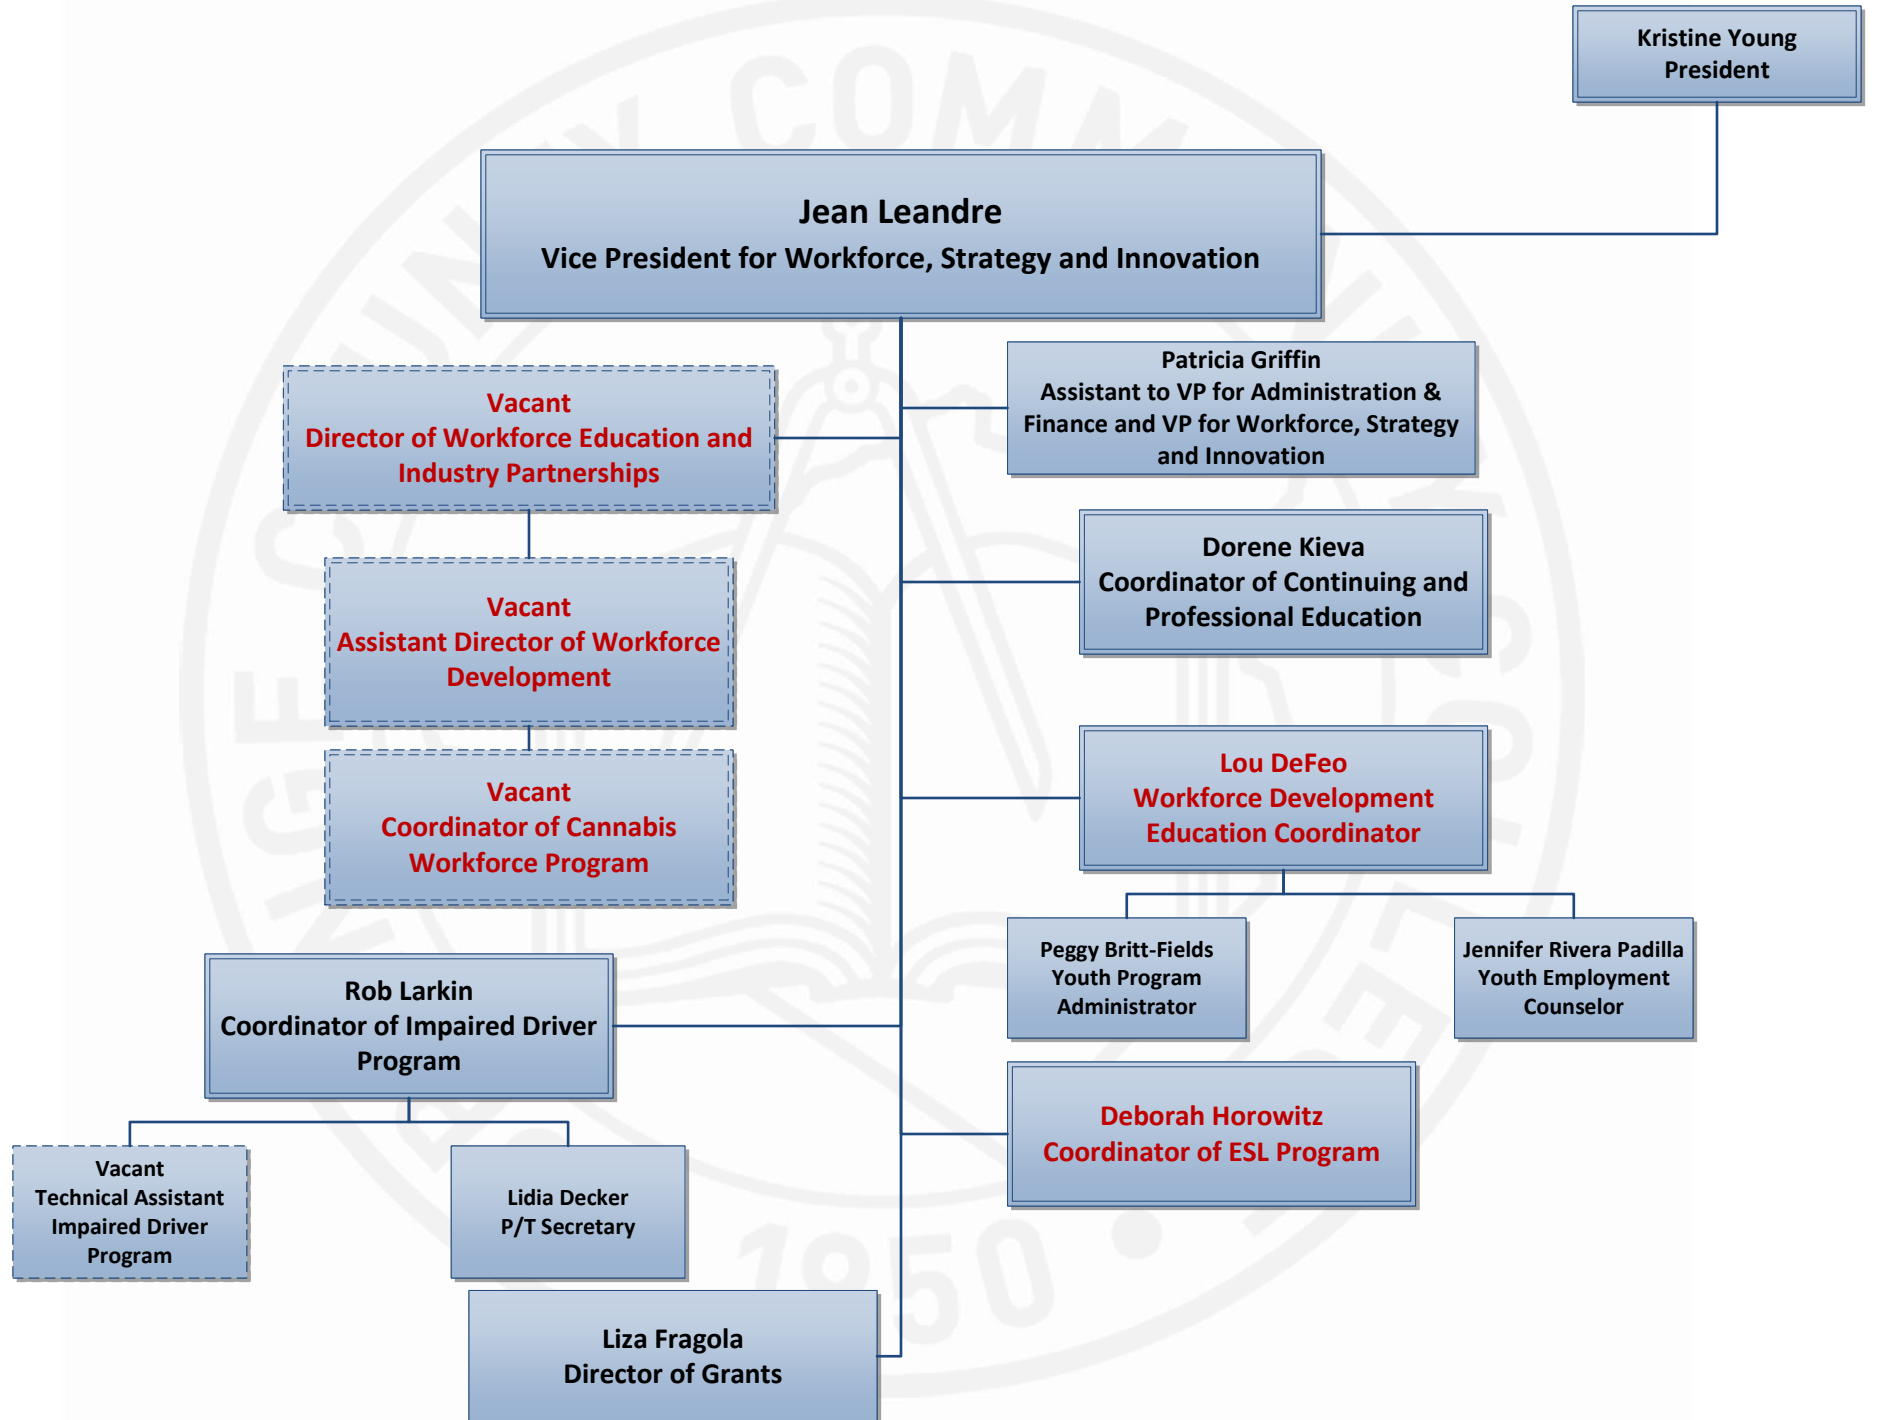 Kristine Young
President
Jean Leandre
Vice President for Workforce, Strategy and Innovation
Patricia Griffin
Assistant to VP for Administration &
Finance and VP for Workforce, Strategy
and Innovation
Vacant
Director of Workforce Education and
Industry Partnerships
Dorene Kieva
Coordinator of Continuing and
Professional Education
Vacant
Assistant Director of Workforce
Development
Lou DeFeo
Workforce Development
Education Coordinator
Vacant
Coordinator of Cannabis
Workforce Program
Peggy Britt-Fields
Youth Program
Administrator
Jennifer Rivera Padilla
Youth Employment
Counselor
Rob Larkin
Coordinator of Impaired Driver
Program
Deborah Horowitz
Coordinator of ESL Program
Vacant
Technical Assistant
Impaired Driver
Program
Lidia Decker
P/T Secretary
Liza Fragola
Director of Grants
1950